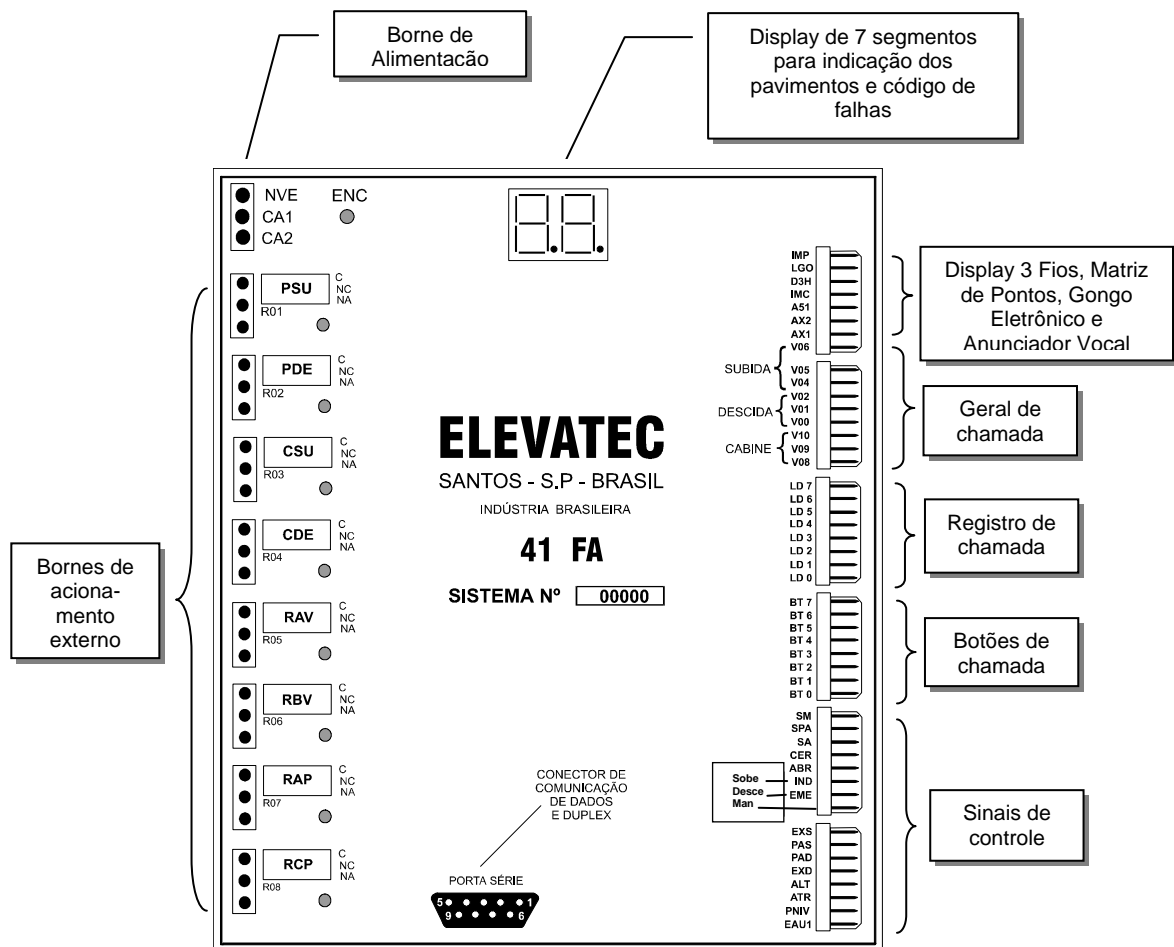 Borne de
Alimentacão
Display de 7 segmentos
para indicação dos
pavimentos e código de
falhas
NVE
ENC
CA1
CA2
PSU
C
NC
NA
R01
PDE
C
NC
NA
R02
CSU
C
NC
NA
R03
CDE
C
NC
NA
R04
RAV
C
NC
NA
R05
RBV
C
NC
NA
R06
RAP
C
NC
NA
R07
RCP
C
NC
NA
R08
Bornes de
aciona-
mento
externo
ELEVATEC
SANTOS - S.P - BRASIL
INDÚSTRIA BRASILEIRA
41 FA
SISTEMA Nº 00000
CONECTOR DE
COMUNICAÇÃO
DE DADOS
E DUPLEX
PORTA SÉRIE
5 1
9 6
IMP
LGO
D3H
IMC
A51
AX2
AX1
V06
V05
V04
V02
V01
V00
V10
V09
V08
SUBIDA
DESCIDA
CABINE
LD 7
LD 6
LD 5
LD 4
LD 3
LD 2
LD 1
LD 0
BT 7
BT 6
BT 5
BT 4
BT 3
BT 2
BT 1
BT 0
SM
SPA
SA
CER
ABR
IND
EME
Sobe
Desce
Man
EXS
PAS
PAD
EXD
ALT
ATR
PNIV
EAU1
Display 3 Fios, Matriz
de Pontos, Gongo
Eletrônico e
Anunciador Vocal
Geral de
chamada
Registro de
chamada
Botões de
chamada
Sinais de
controle